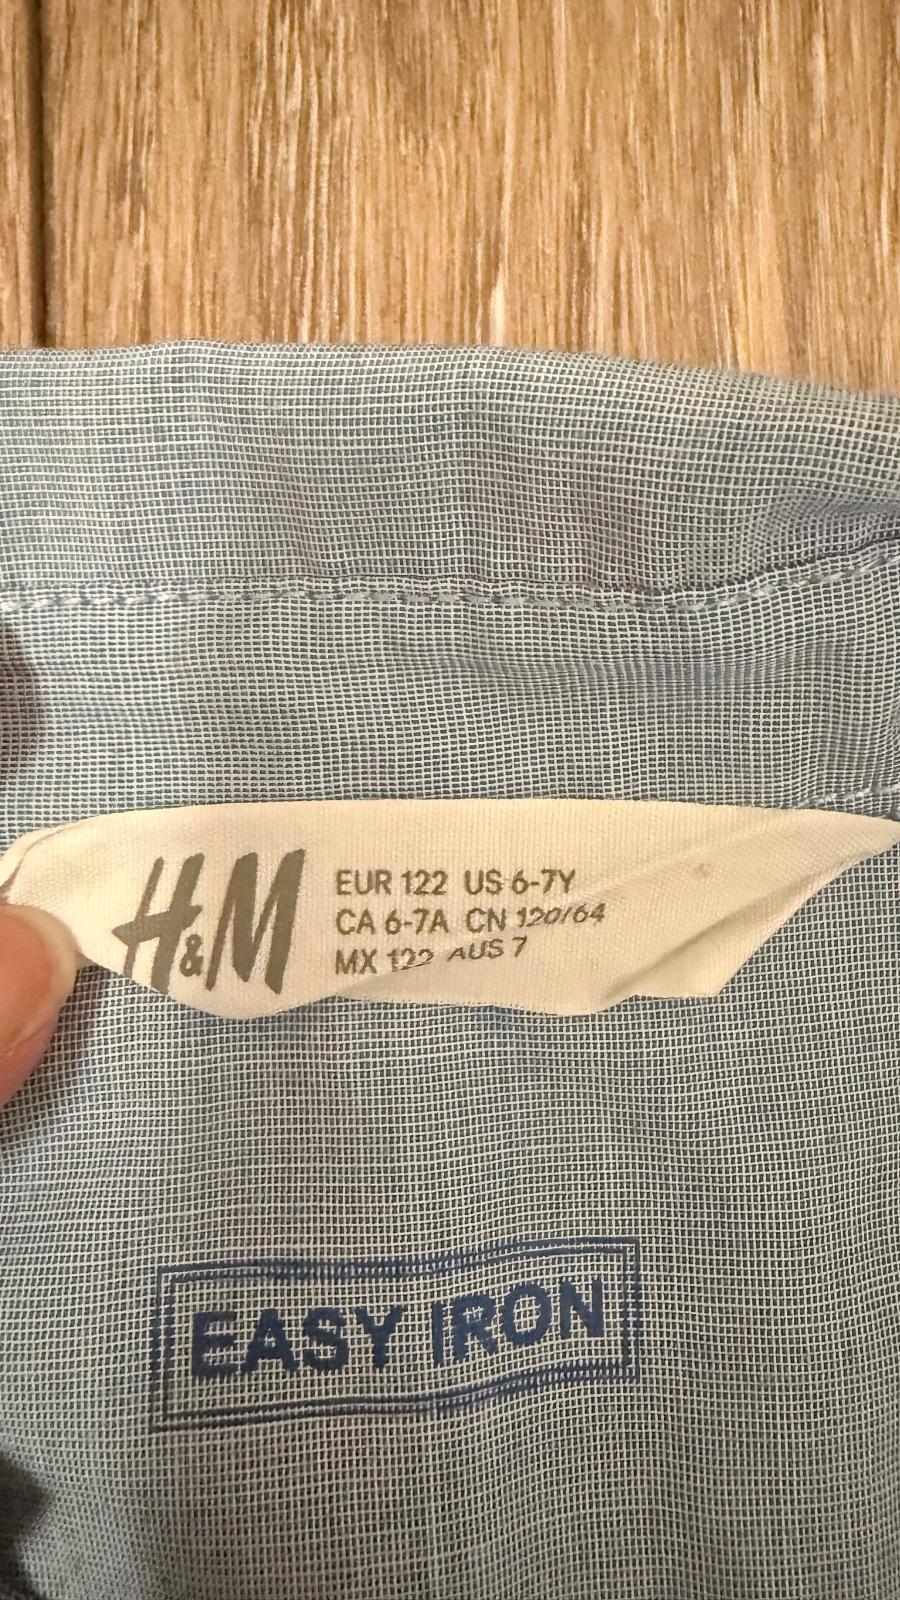 H&M
EUR 122 US 6-7Y
CA 6-7A CN 120/64
MX 122 AUS 7
EASY IRON